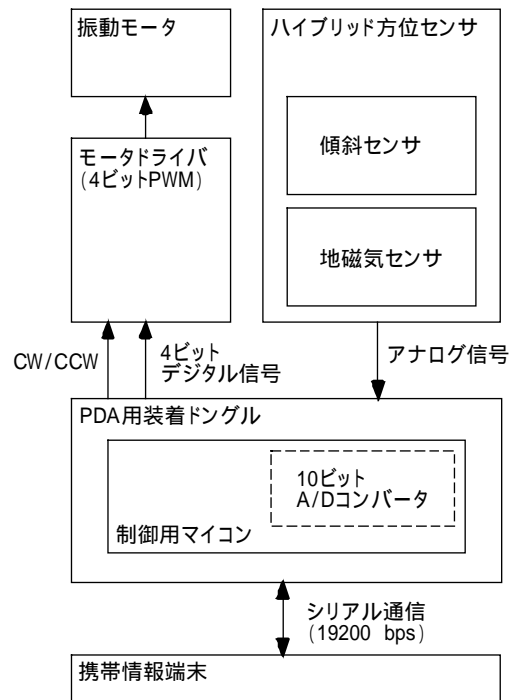 振動モータ
ハイブリッド方位センサ
傾斜センサ
モータドライバ
(4ビットPWM)
地磁気センサ
CW/CCW
4ビット
デジタル信号
アナログ信号
PDA用装着ドングル
10ビット
A/Dコンバータ
制御用マイコン
シリアル通信
(19200 bps)
携帯情報端末